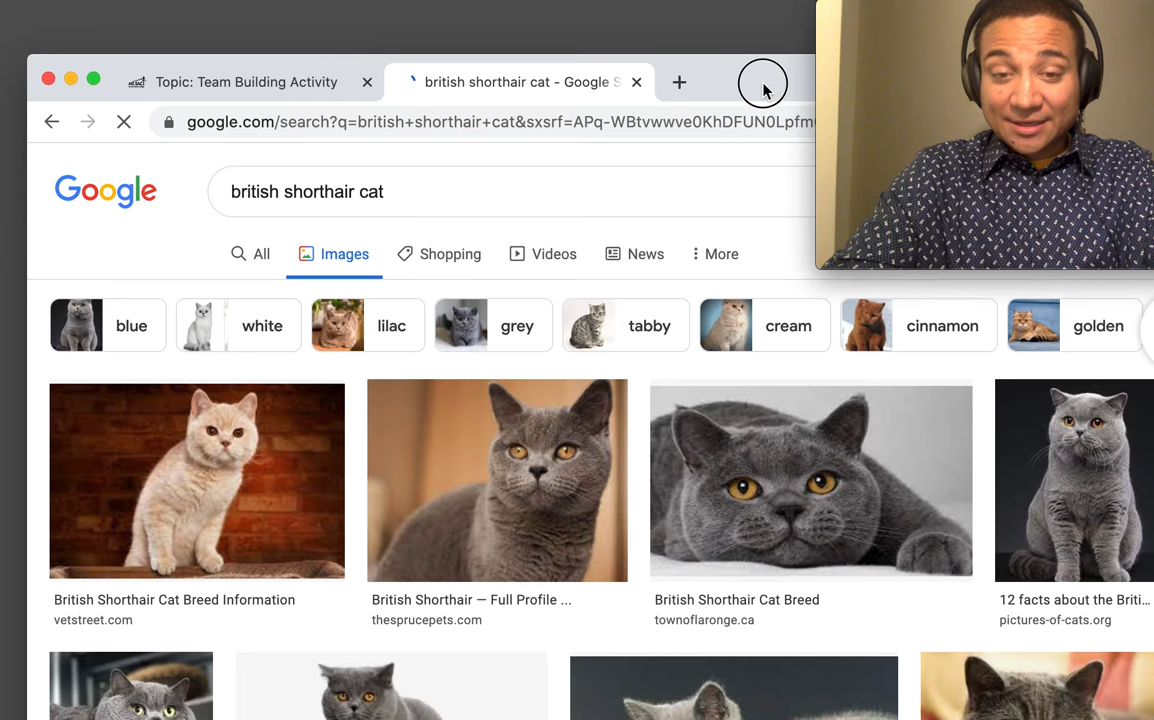 Topic: Team Building Activity
british shorthair cat - Google S
google.com/search?q=british+shorthair+cat&sxsrf=APq-WBtvwwve0KhDFUN0Lpfm
Google
british shorthair cat
All Images Shopping Videos News More
blue white lilac grey tabby cream cinnamon golden
British Shorthair Cat Breed Information
vetstreet.com
British Shorthair — Full Profile ...
thesprucepets.com
British Shorthair Cat Breed
townoflaronge.ca
12 facts about the Briti...
pictures-of-cats.org